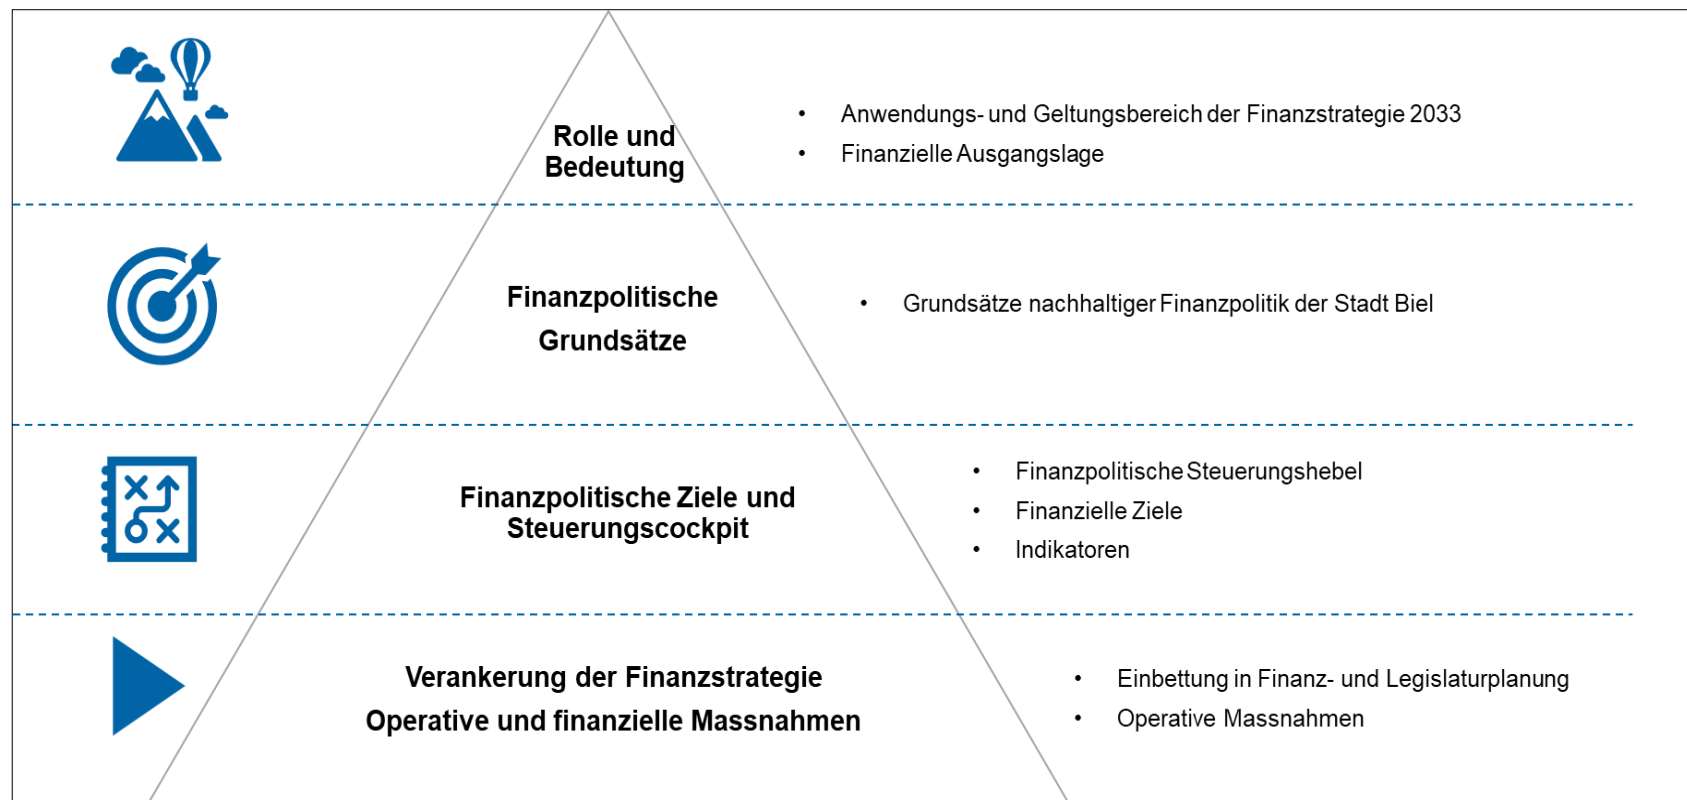 Rolle und
Bedeutung
• Anwendungs- und Geltungsbereich der Finanzstrategie 2033
• Finanzielle Ausgangslage
Finanzpolitische
Grundsätze
• Grundsätze nachhaltiger Finanzpolitik der Stadt Biel
Finanzpolitische Ziele und
Steuerungscockpit
• Finanzpolitische Steuerungshebel
• Finanzielle Ziele
• Indikatoren
Verankerung der Finanzstrategie
Operative und finanzielle Massnahmen
• Einbettung in Finanz- und Legislaturplanung
• Operative Massnahmen